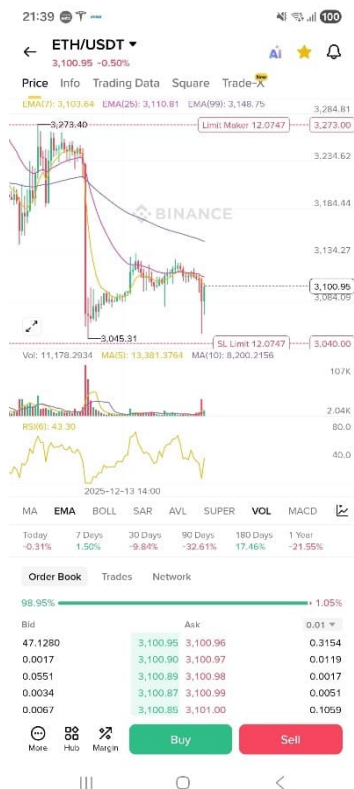 21:39 100
ETH/USDT
3,100.95 -0.50%
Ai
Price Info Trading Data Square Trade-X New
EMA(7): 3,103.64 EMA(25): 3,110.81 EMA(99): 3,148.75
3,284.81
3,273.40
Limit Maker 12.0747 3,273.00
3,234.62
3,184.44
BINANCE
3,134.27
3,100.95
3,084.09
3,045.31
SL Limit 12.0747 3,040.00
Vol: 11,178.2934 MA(5): 13,381.3764 MA(10): 8,200.2156
107K
2.04K
RSI(6): 43.30
80.0
40.0
2025-12-13 14:00
MA EMA BOLL SAR AVL SUPER VOL MACD
Today 7 Days 30 Days 90 Days 180 Days 1 Year
-0.31% 1.50% -9.84% -32.61% 17.46% -21.55%
Order Book Trades Network
98.95% 1.05%
Bid Ask 0.01
47.1280 3,100.95 3,100.96 0.3154
0.0017 3,100.90 3,100.97 0.0119
0.0551 3,100.89 3,100.98 0.0017
0.0034 3,100.87 3,100.99 0.0051
0.0067 3,100.85 3,101.00 0.1059
More Hub Margin Buy Sell